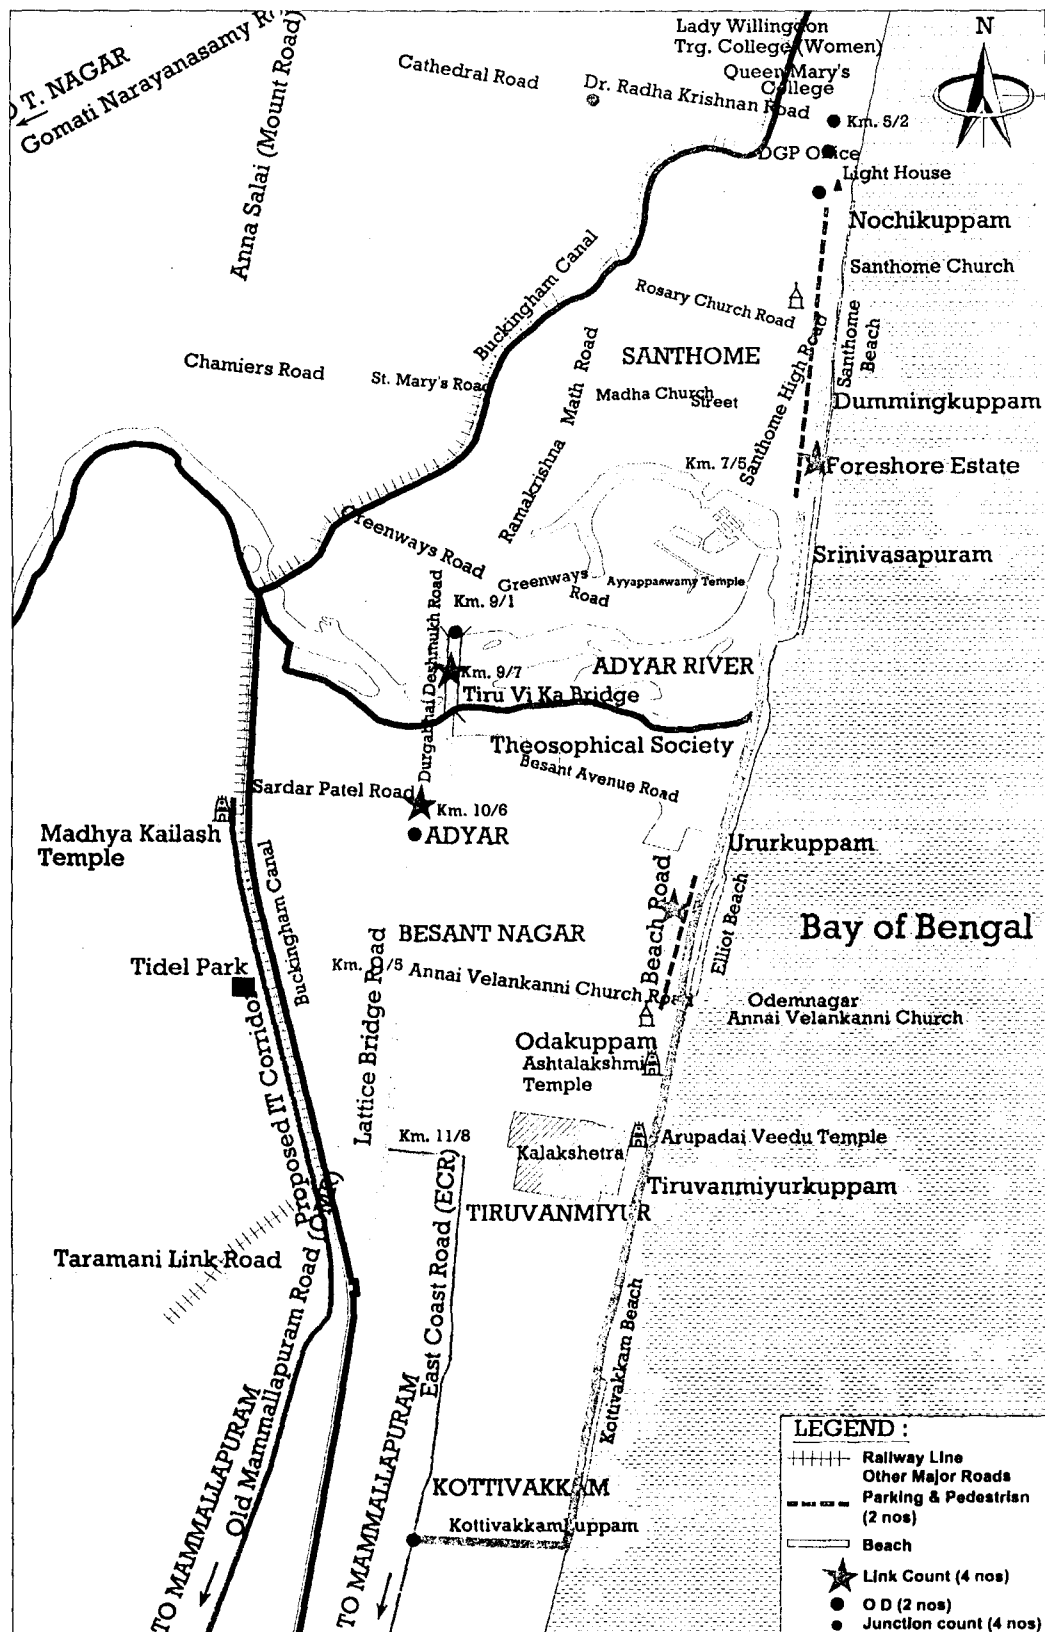 Lady Willingdon
Trg. College (Women)
Queen Mary's
College
N
T. NAGAR
Gomati Narayanasamy
Anna Salai (Mount Road)
Cathedral Road
Dr. Radha Krishnan Road
Km. 5/2
DGP Office
Light House
Nochikuppam
Santhome Church
Buckingham Canal
Rosary Church Road
SANTHOME
Santhome High Road
Santhome
Beach
Chamiers Road
St. Mary's Road
Ramakrishna Math Road
Madha Church
Street
Dummingkuppam
Km. 7/5
Foreshore Estate
Greenways Road
Srinivasapuram
Greenways
Road
Ayyappaswamy Temple
Km. 9/1
Durgabhai Deshmukh Road
ADYAR RIVER
Km. 9/7
Tiru Vi Ka Bridge
Theosophical Society
Besant Avenue Road
Sardar Patel Road
Km. 10/6
Madhya Kailash
Temple
ADYAR
Ururkuppam
Buckingham Canal
Beach Road
Elliot Beach
Bay of Bengal
BESANT NAGAR
Tidel Park
Annai Velankanni Church Road
Odemnagar
Annai Velankanni Church
Proposed IT Corridor
Lattice Bridge Road
Odakuppam
Ashtalakshmi
Temple
Km. 11/8
Kalakshetra
Arupadai Veedu Temple
Tiruvanmiyurkuppam
TIRUVANMIYUR
Taramani Link Road
Old Mammallapuram Road (OMR)
East Coast Road (ECR)
Kottivakkam Beach
TO MAMMALLAPURAM
TO MAMMALLAPURAM
KOTTIVAKKAM
Kottivakkamkuppam
LEGEND :
Railway Line
Other Major Roads
Parking & Pedestrian
(2 nos)
Beach
Link Count (4 nos)
O D (2 nos)
Junction count (4 nos)